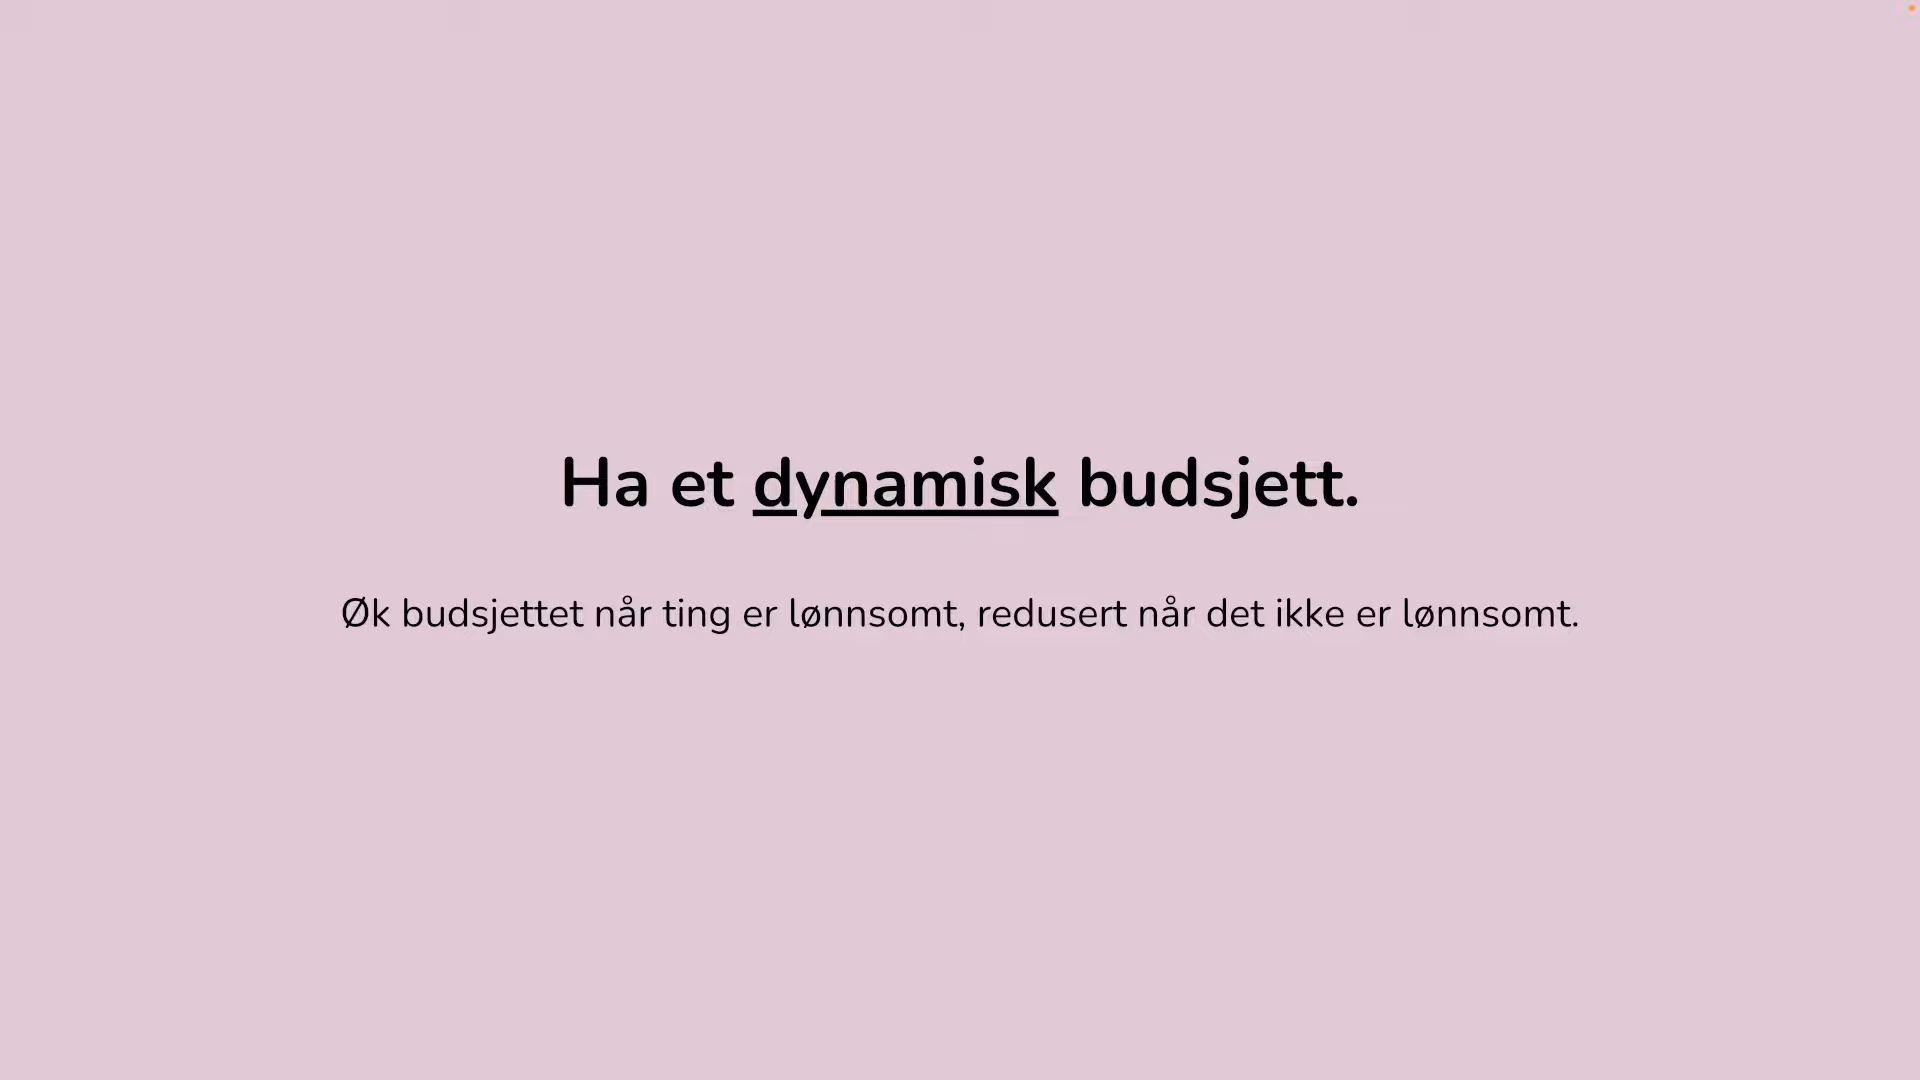 Ha et dynamisk budsjett.
Øk budsjettet når ting er lønnsomt, redusert når det ikke er lønnsomt.